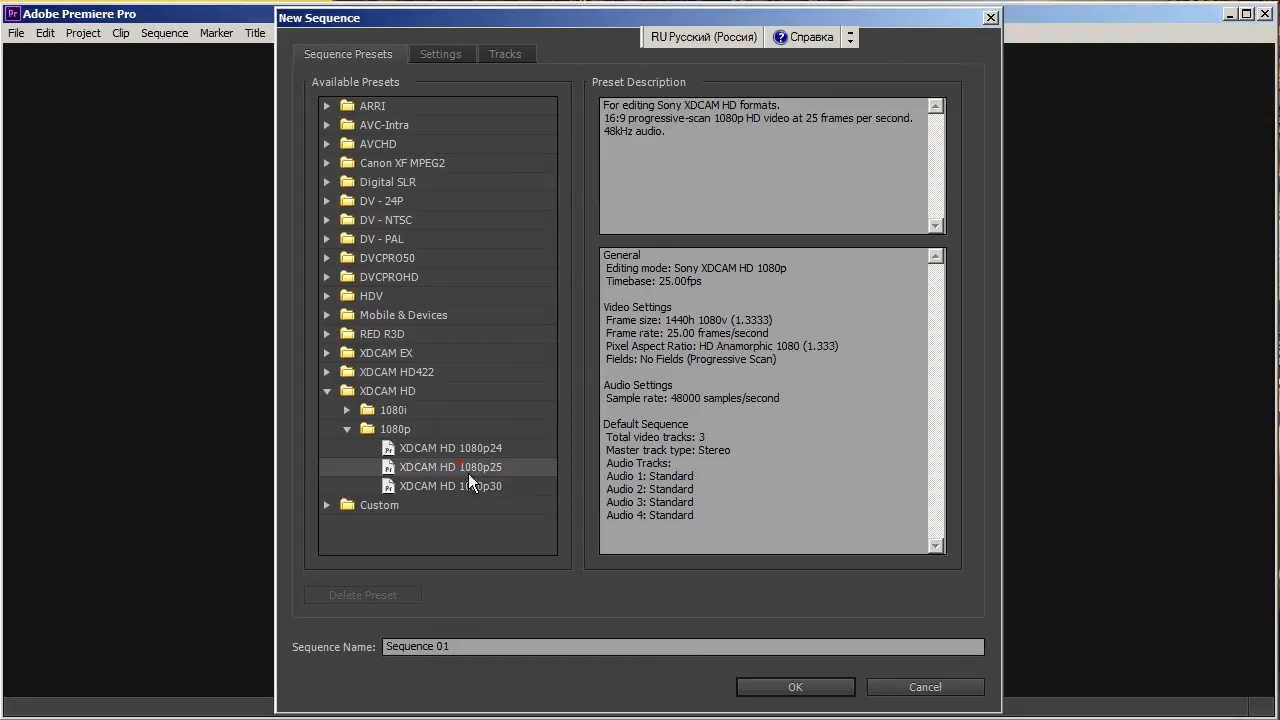 Pr Adobe Premiere Pro
File Edit Project Clip Sequence Marker Title
New Sequence
RU Русский (Россия) ? Справка
Sequence Presets Settings Tracks
Available Presets
ARRI
AVC-Intra
AVCHD
Canon XF MPEG2
Digital SLR
DV - 24P
DV - NTSC
DV - PAL
DVCPRO50
DVCPROHD
HDV
Mobile & Devices
RED R3D
XDCAM EX
XDCAM HD422
XDCAM HD
1080i
1080p
Pr XDCAM HD 1080p24
Pr XDCAM HD 1080p25
Pr XDCAM HD 1080p30
Custom
Delete Preset
Preset Description
For editing Sony XDCAM HD formats.
16:9 progressive-scan 1080p HD video at 25 frames per second.
48kHz audio.
General
Editing mode: Sony XDCAM HD 1080p
Timebase: 25.00fps
Video Settings
Frame size: 1440h 1080v (1.3333)
Frame rate: 25.00 frames/second
Pixel Aspect Ratio: HD Anamorphic 1080 (1.333)
Fields: No Fields (Progressive Scan)
Audio Settings
Sample rate: 48000 samples/second
Default Sequence
Total video tracks: 3
Master track type: Stereo
Audio Tracks:
Audio 1: Standard
Audio 2: Standard
Audio 3: Standard
Audio 4: Standard
Sequence Name: Sequence 01
OK Cancel